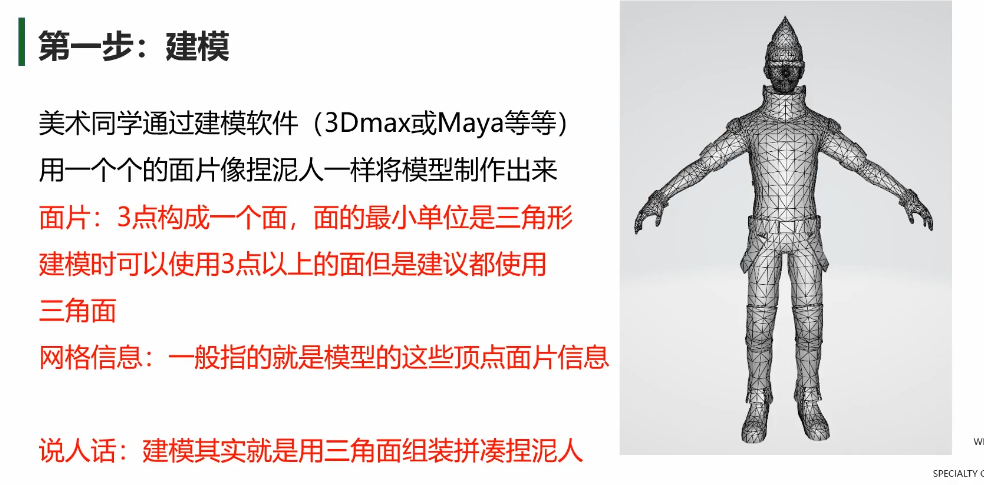 第一步：建模
美术同学通过建模软件（3Dmax或Maya等等）
用一个个的面片像捏泥人一样将模型制作出来
面片：3点构成一个面，面的最小单位是三角形
建模时可以使用3点以上的面但是建议都使用
三角面
网格信息：一般指的就是模型的这些顶点面片信息
说人话：建模其实就是用三角面组装拼凑捏泥人
SPECIALTY